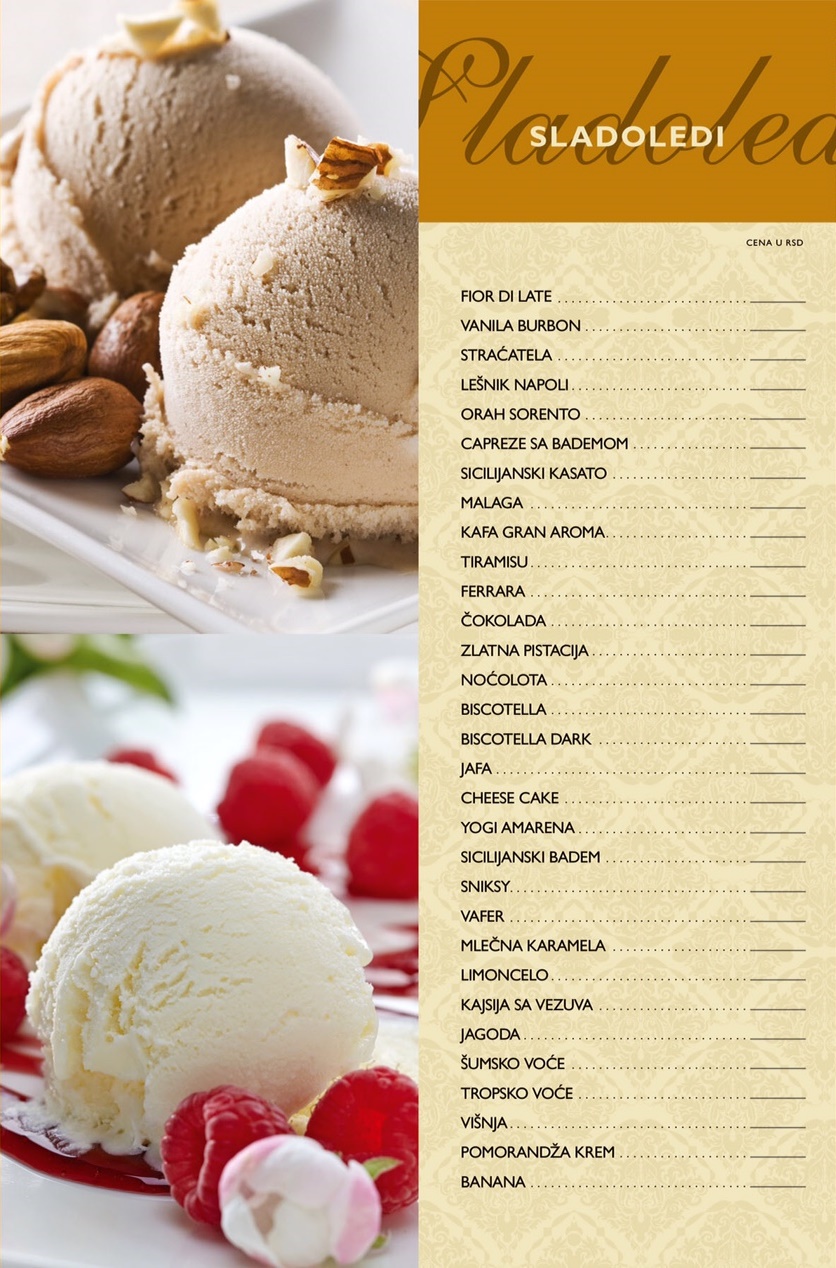 Sladoled
SLADOLEDI
CENA U RSD
FIOR DI LATE
VANILA BURBON
STRAĆATELA
LEŠNIK NAPOLI
ORAH SORENTO
CAPREZE SA BADEMOM
SICILIJANSKI KASATO
MALAGA
KAFA GRAN AROMA
TIRAMISU
FERRARA
ČOKOLADA
ZLATNA PISTACIJA
NOĆOLOTA
BISCOTELLA
BISCOTELLA DARK
JAFA
CHEESE CAKE
YOGI AMARENA
SICILIJANSKI BADEM
SNIKSY
VAFER
MLEČNA KARAMELA
LIMONCELO
KAJSIJA SA VEZUVA
JAGODA
ŠUMSKO VOĆE
TROPSKO VOĆE
VIŠNJA
POMORANDŽA KREM
BANANA